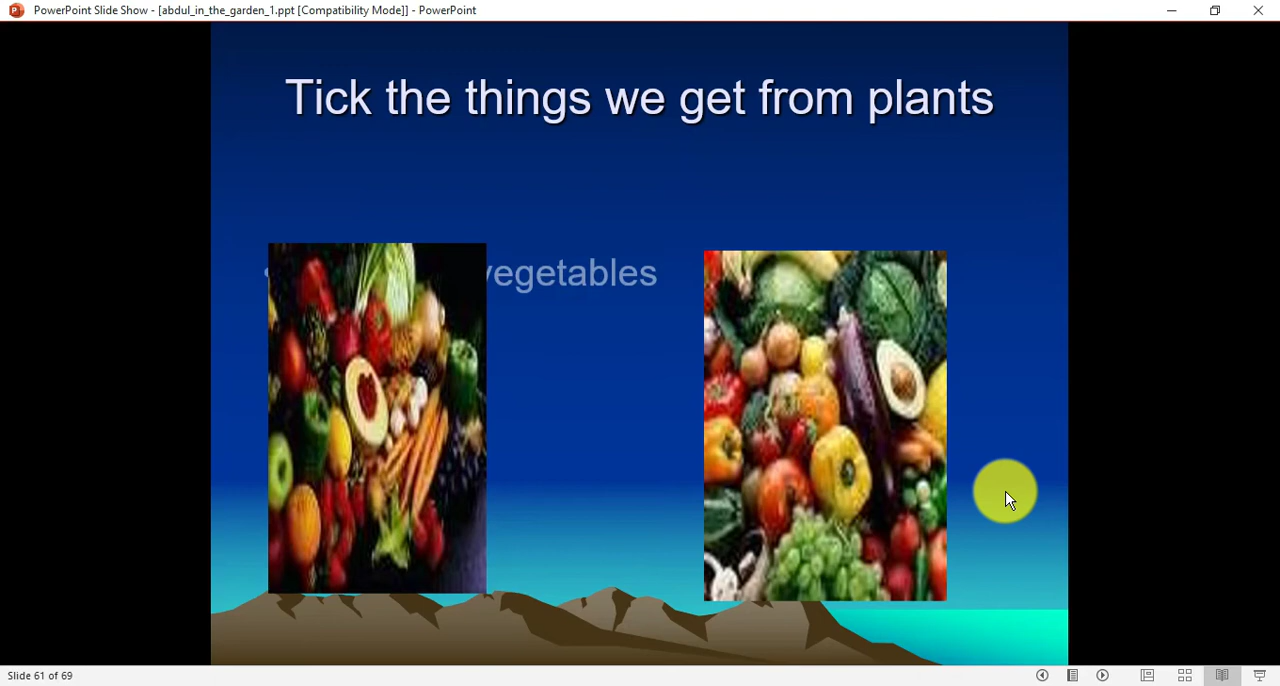 PowerPoint Slide Show - [abdul_in_the_garden_1.ppt [Compatibility Mode]] - PowerPoint
Tick the things we get from plants
vegetables
Slide 61 of 69